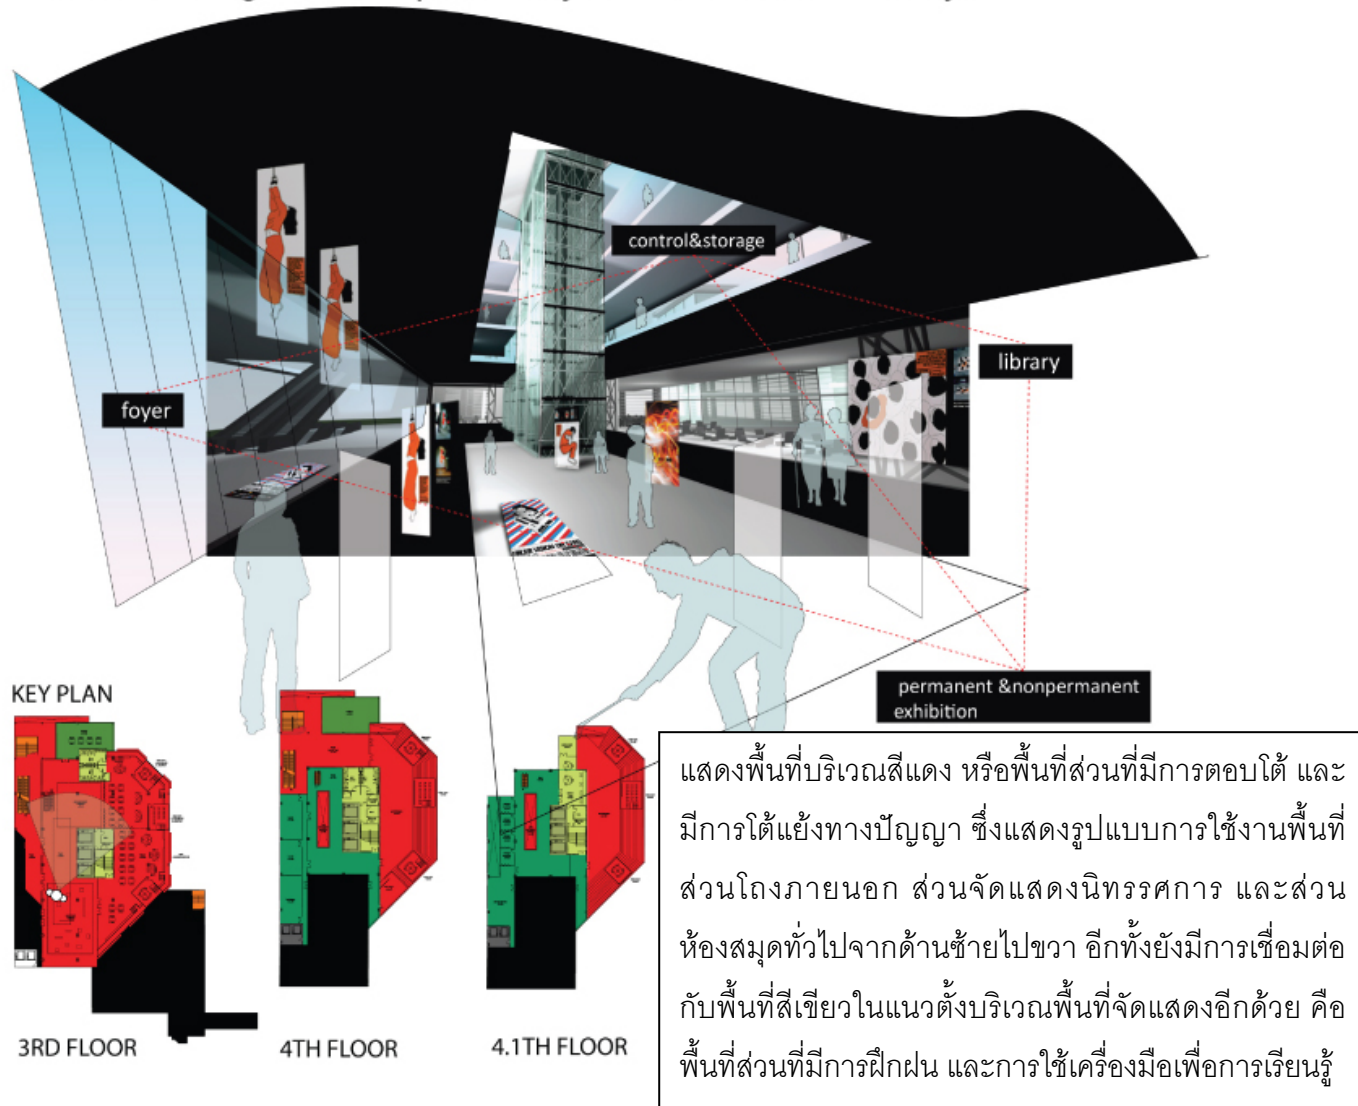 control&storage
library
foyer
permanent &nonpermanent
exhibition
KEY PLAN
3RD FLOOR
4TH FLOOR
4.1TH FLOOR
แสดงพื้นที่บริเวณสีแดง หรือพื้นที่ส่วนที่มีการตอบโต้ และ
มีการโต้แย้งทางปัญญา ซึ่งแสดงรูปแบบการใช้งานพื้นที่
ส่วนโถงภายนอก ส่วนจัดแสดงนิทรรศการ และส่วน
ห้องสมุดทั่วไปจากด้านซ้ายไปขวา อีกทั้งยังมีการเชื่อมต่อ
กับพื้นที่สีเขียวในแนวตั้งบริเวณพื้นที่จัดแสดงอีกด้วย คือ
พื้นที่ส่วนที่มีการฝึกฝน และการใช้เครื่องมือเพื่อการเรียนรู้